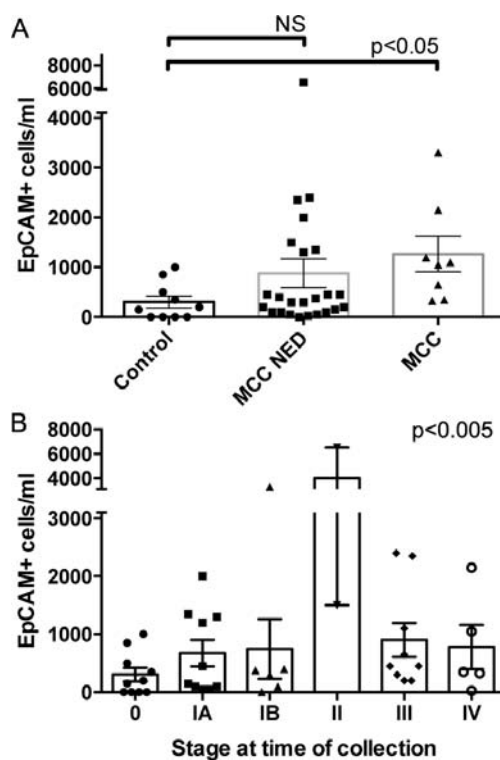 A
NS
p<0.05
8000
6000
4000
3000
2000
1000
0
EpCAM+ cells/ml
Control
MCC NED
MCC
B
p<0.005
8000
6000
4000
3000
2000
1000
0
EpCAM+ cells/ml
0 IA IB II III IV
Stage at time of collection